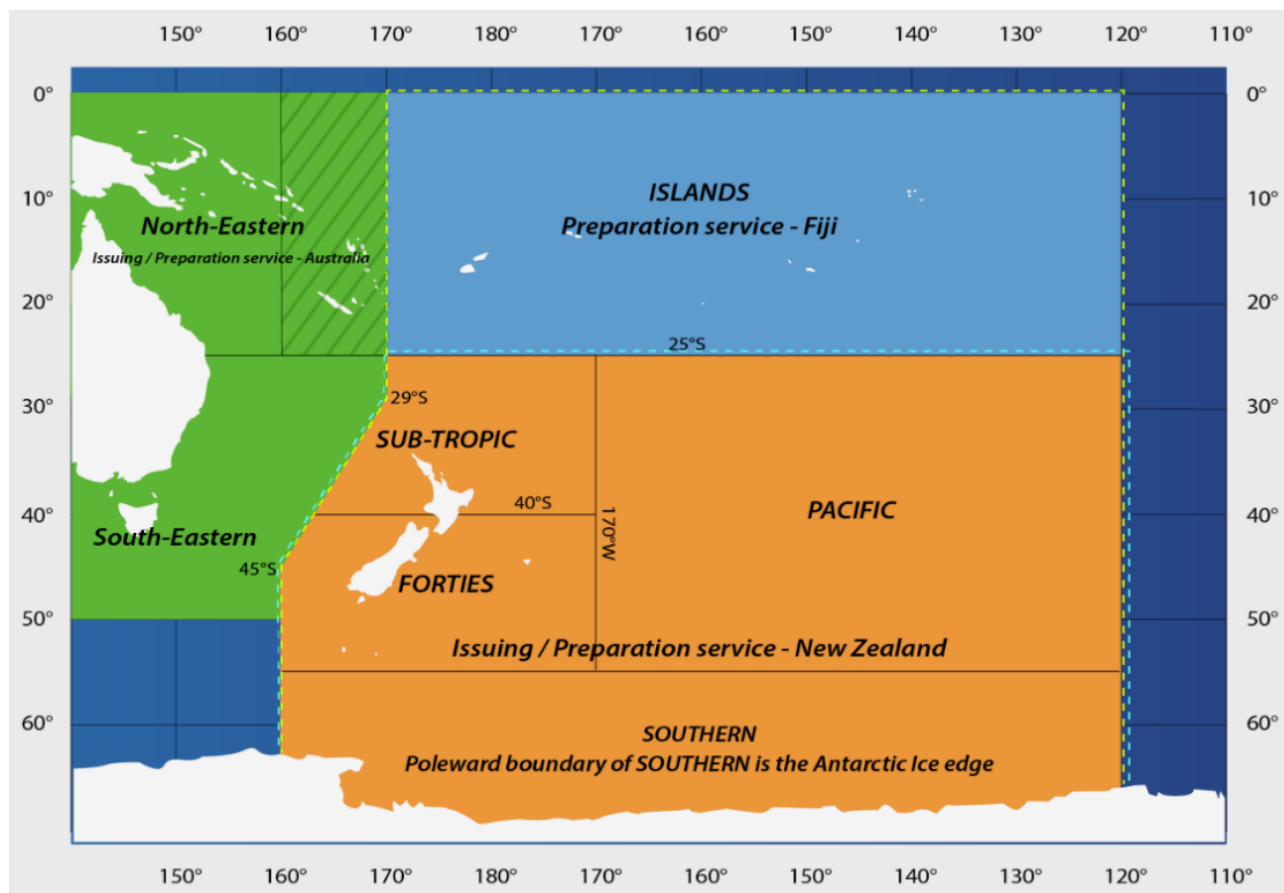 150° 160° 170° 180° 170° 160° 150° 140° 130° 120° 110°
0° 0°
ISLANDS
10° 10°
Preparation service - Fiji
North-Eastern
Issuing / Preparation service - Australia
20° 20°
25°S
29°S
30° 30°
SUB-TROPIC
40°S
PACIFIC
40° 40°
170°W
South-Eastern
45°S
FORTIES
50° 50°
Issuing / Preparation service - New Zealand
60° 60°
SOUTHERN
Poleward boundary of SOUTHERN is the Antarctic Ice edge
150° 160° 170° 180° 170° 160° 150° 140° 130° 120° 110°